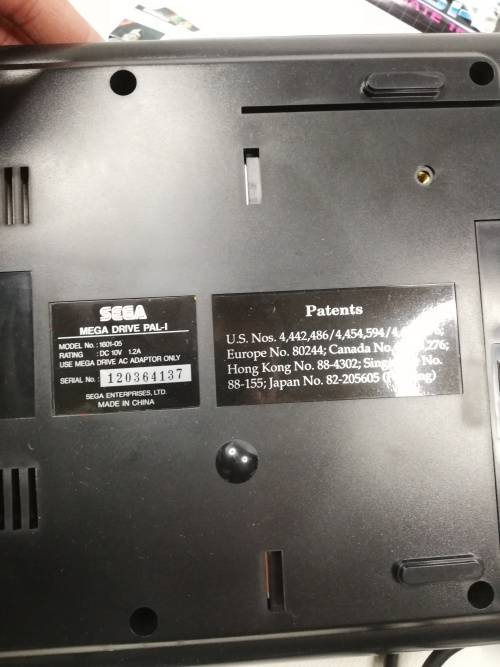 SEGA
MEGA DRIVE PAL-I
MODEL No. :1601-05
RATING :DC 10V 1.2A
USE MEGA DRIVE AC ADAPTOR ONLY
SERIAL No. : 120364137
SEGA ENTERPRISES, LTD.
MADE IN CHINA
Patents
U.S. Nos. 4,442,486/4,454,594/
Europe No. 80244; Canada No.
Hong Kong No. 88-4302; No.
88-155; Japan No. 82-205605